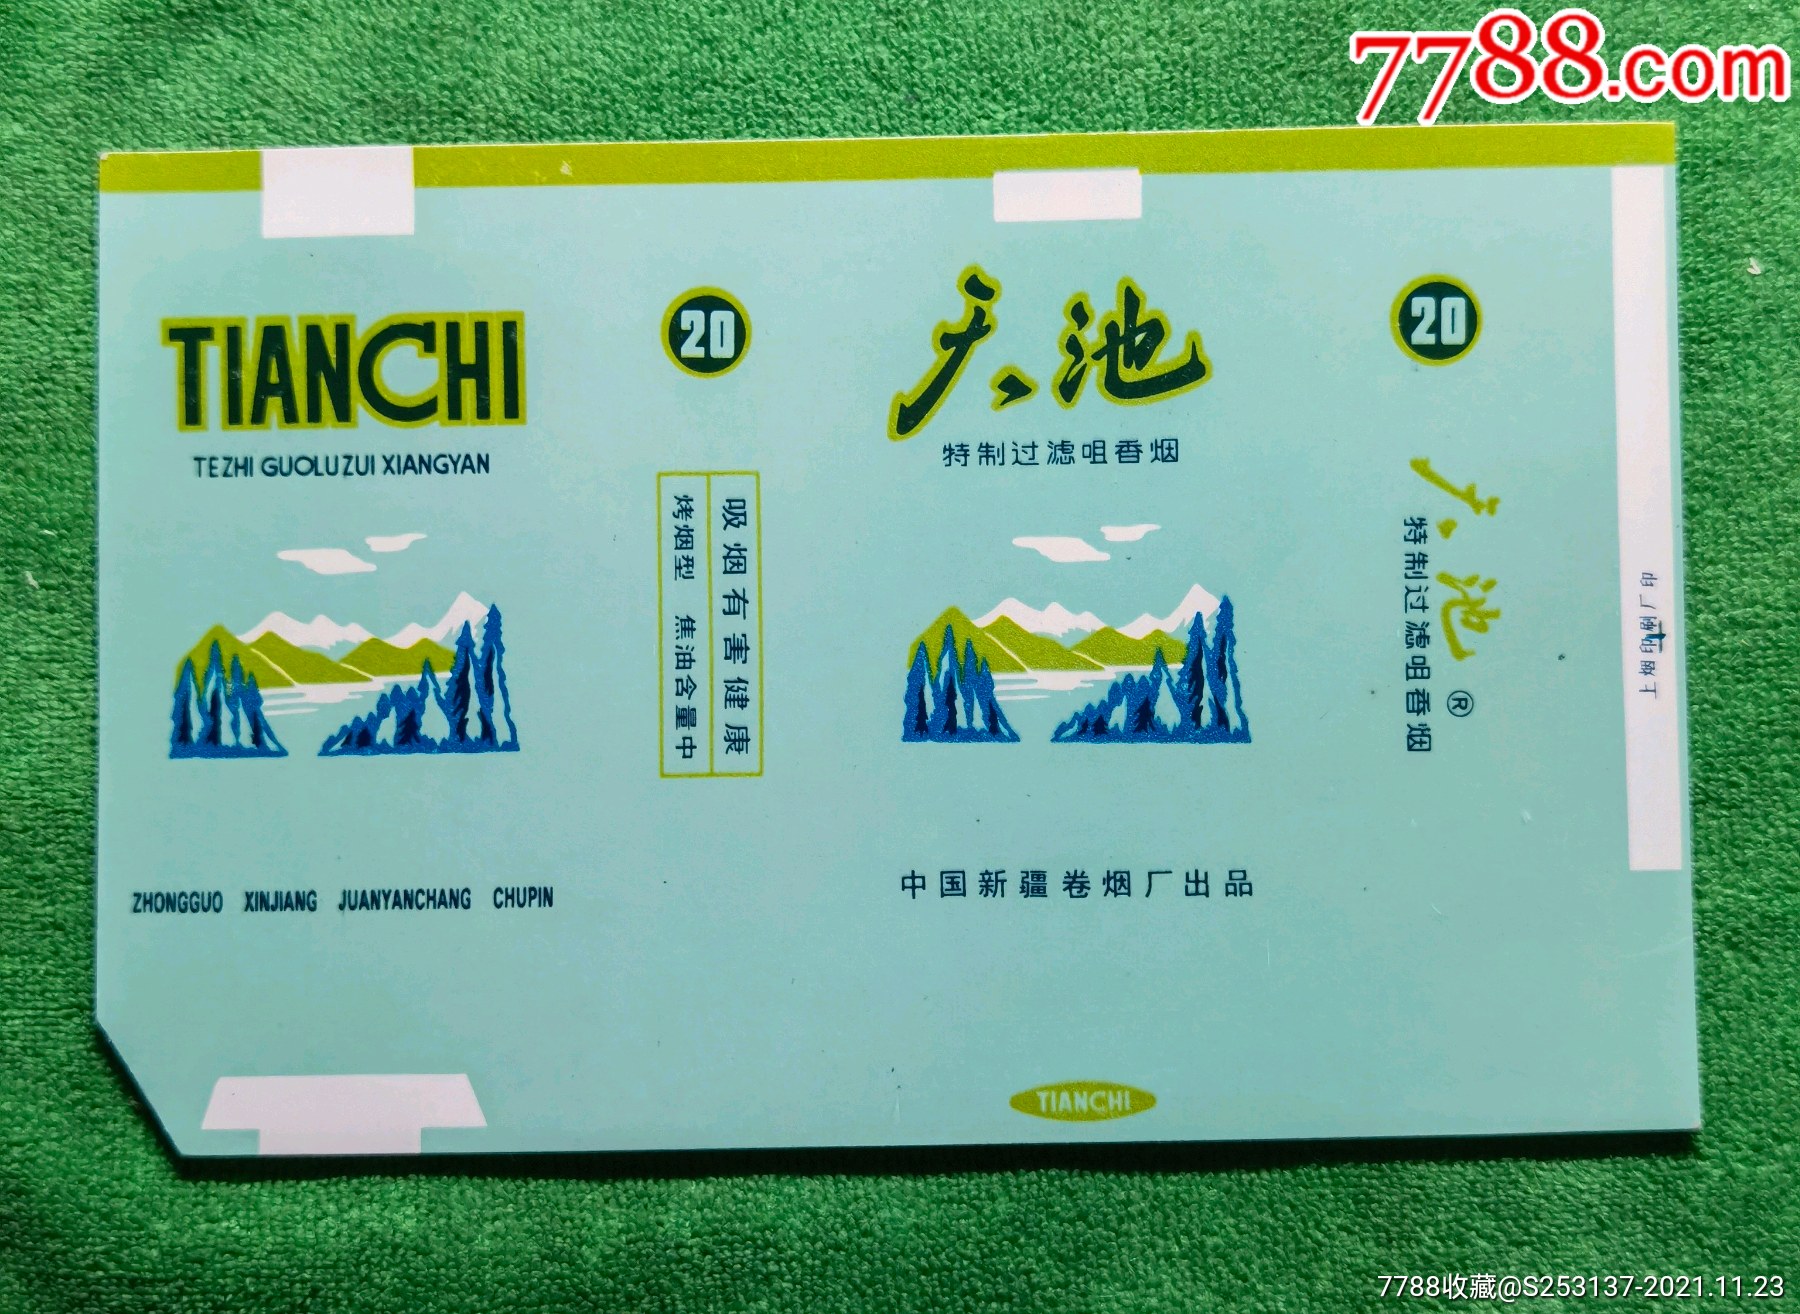 7788.com
TIANCHI
TEZHI GUOLUZUI XIANGYAN
ZHONGGUO XINJIANG JUANYANCHANG CHUPIN
20
吸烟有害健康
烤烟型 焦油含量中
天池
特制过滤咀香烟
中国新疆卷烟厂出品
TIANCHI
20
天池®
特制过滤咀香烟
7788收藏@S253137-2021.11.23